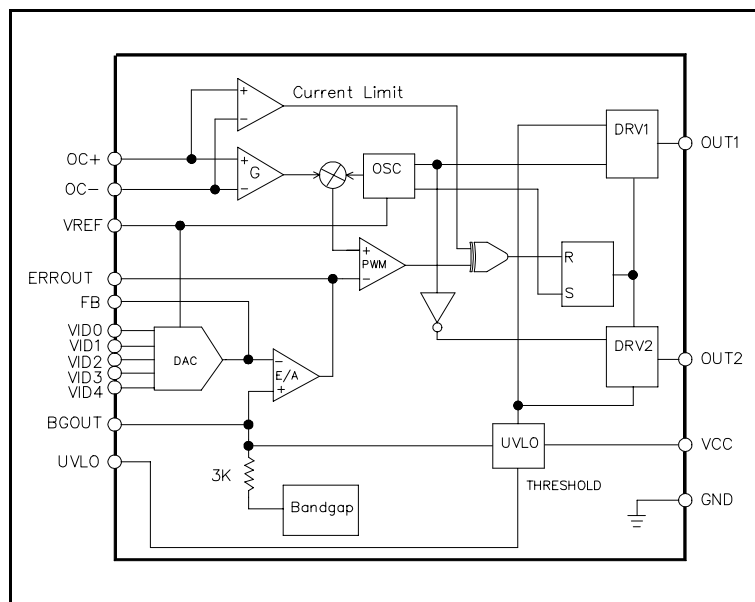 +
−
Current Limit
OC+
OC-
+
−
G
OSC
DRV1
OUT1
VREF
ERROUT
FB
+
−
PWM
R
S
VID0
VID1
VID2
VID3
VID4
DAC
−
+
E/A
DRV2
OUT2
BGOUT
UVLO
UVLO
VCC
THRESHOLD
3K
Bandgap
GND